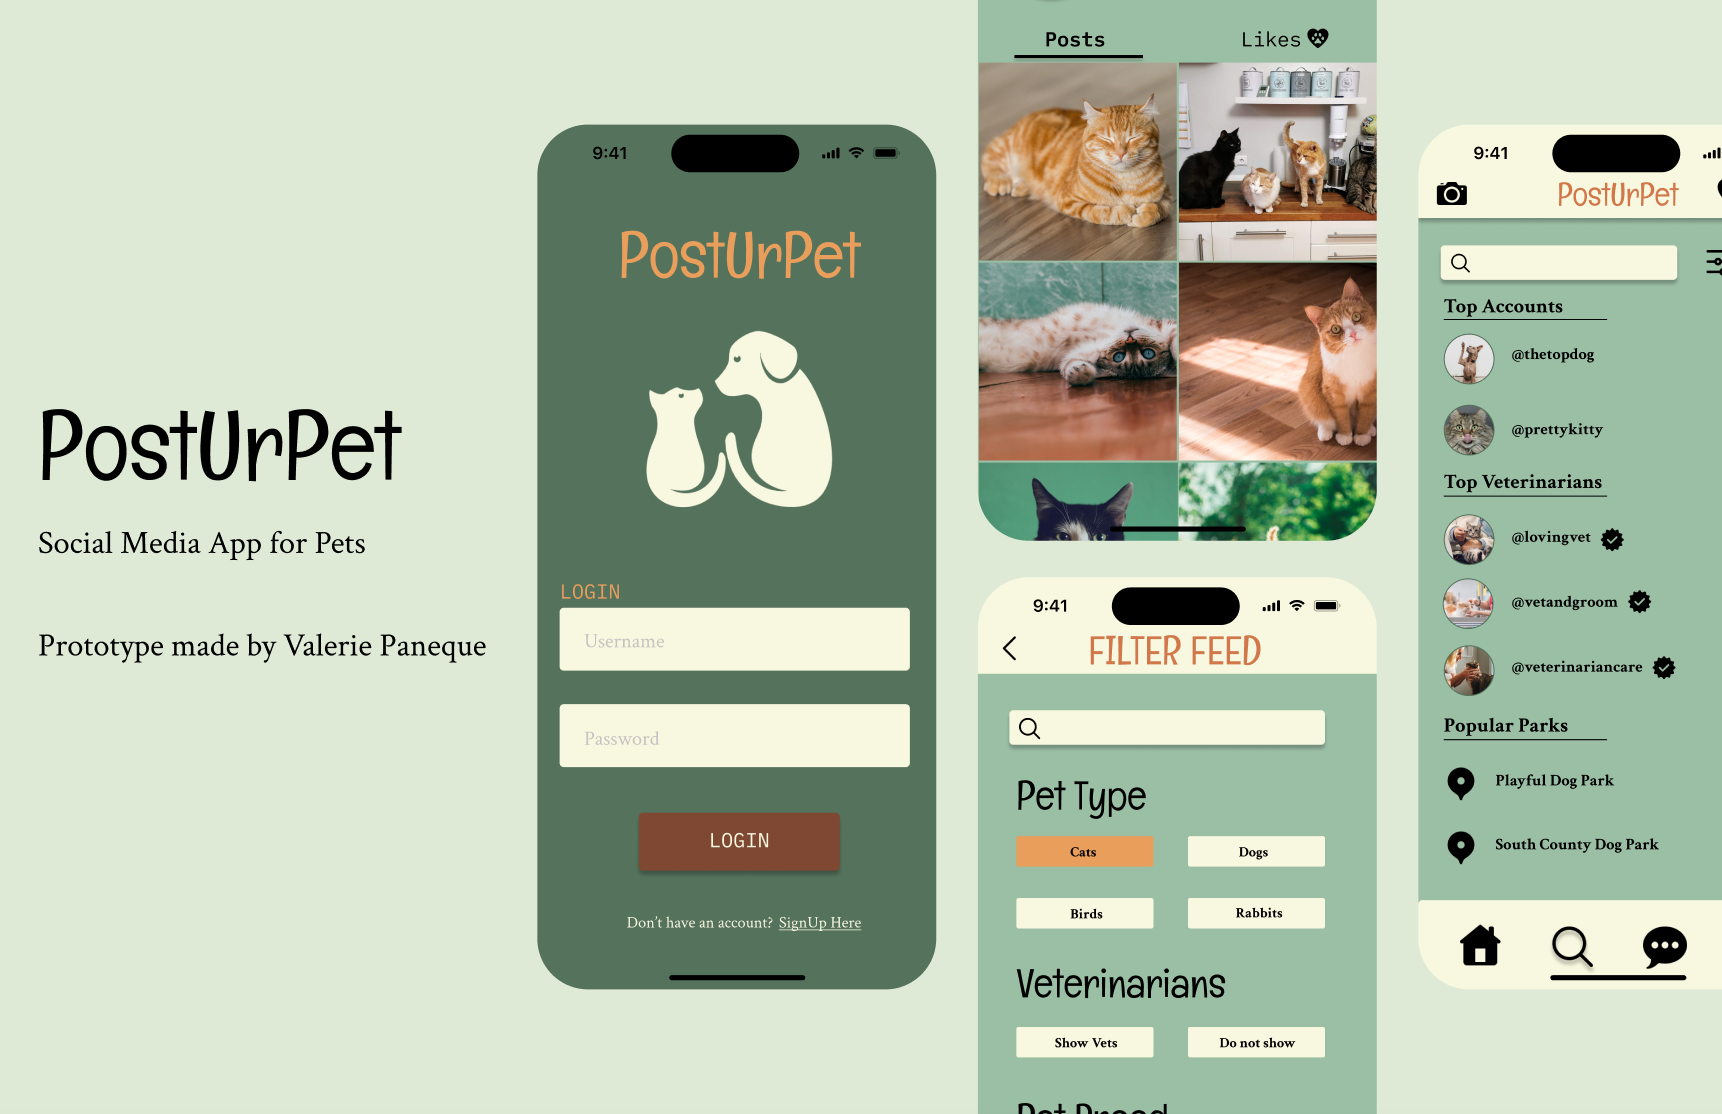 PostUrPet
Social Media App for Pets
Prototype made by Valerie Paneque
9:41
PostUrPet
LOGIN
Username
Password
LOGIN
Don't have an account? SignUp Here
Posts
Likes
9:41
FILTER FEED
Pet Type
Cats
Dogs
Birds
Rabbits
Veterinarians
Show Vets
Do not show
Pet Breed
9:41
PostUrPet
Top Accounts
@thetopdog
@prettykitty
Top Veterinarians
@lovingvet
@vetandgroom
@veterinariancare
Popular Parks
Playful Dog Park
South County Dog Park